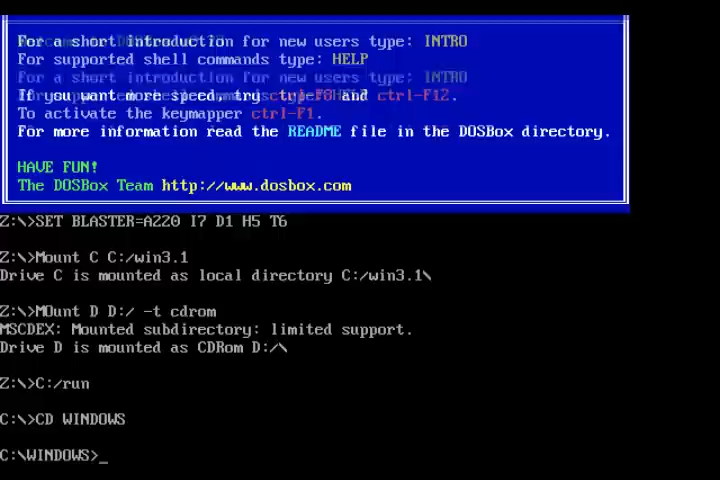 For a short introduction for new users type: INTRO
For supported shell commands type: HELP
For a short introduction for new users type: INTRO
If you want more speed, try ctrl-F8 and ctrl-F12.
To activate the keymapper ctrl-F1.
For more information read the README file in the DOSBox directory.
HAVE FUN!
The DOSBox Team http://www.dosbox.com
Z:\>SET BLASTER=A220 I7 D1 H5 T6
Z:\>Mount C C:/win3.1
Drive C is mounted as local directory C:/win3.1\
Z:\>MOunt D D:/ -t cdrom
MSCDEX: Mounted subdirectory: limited support.
Drive D is mounted as CDRom D:/\
Z:\>C:/run
C:\>CD WINDOWS
C:\WINDOWS>_